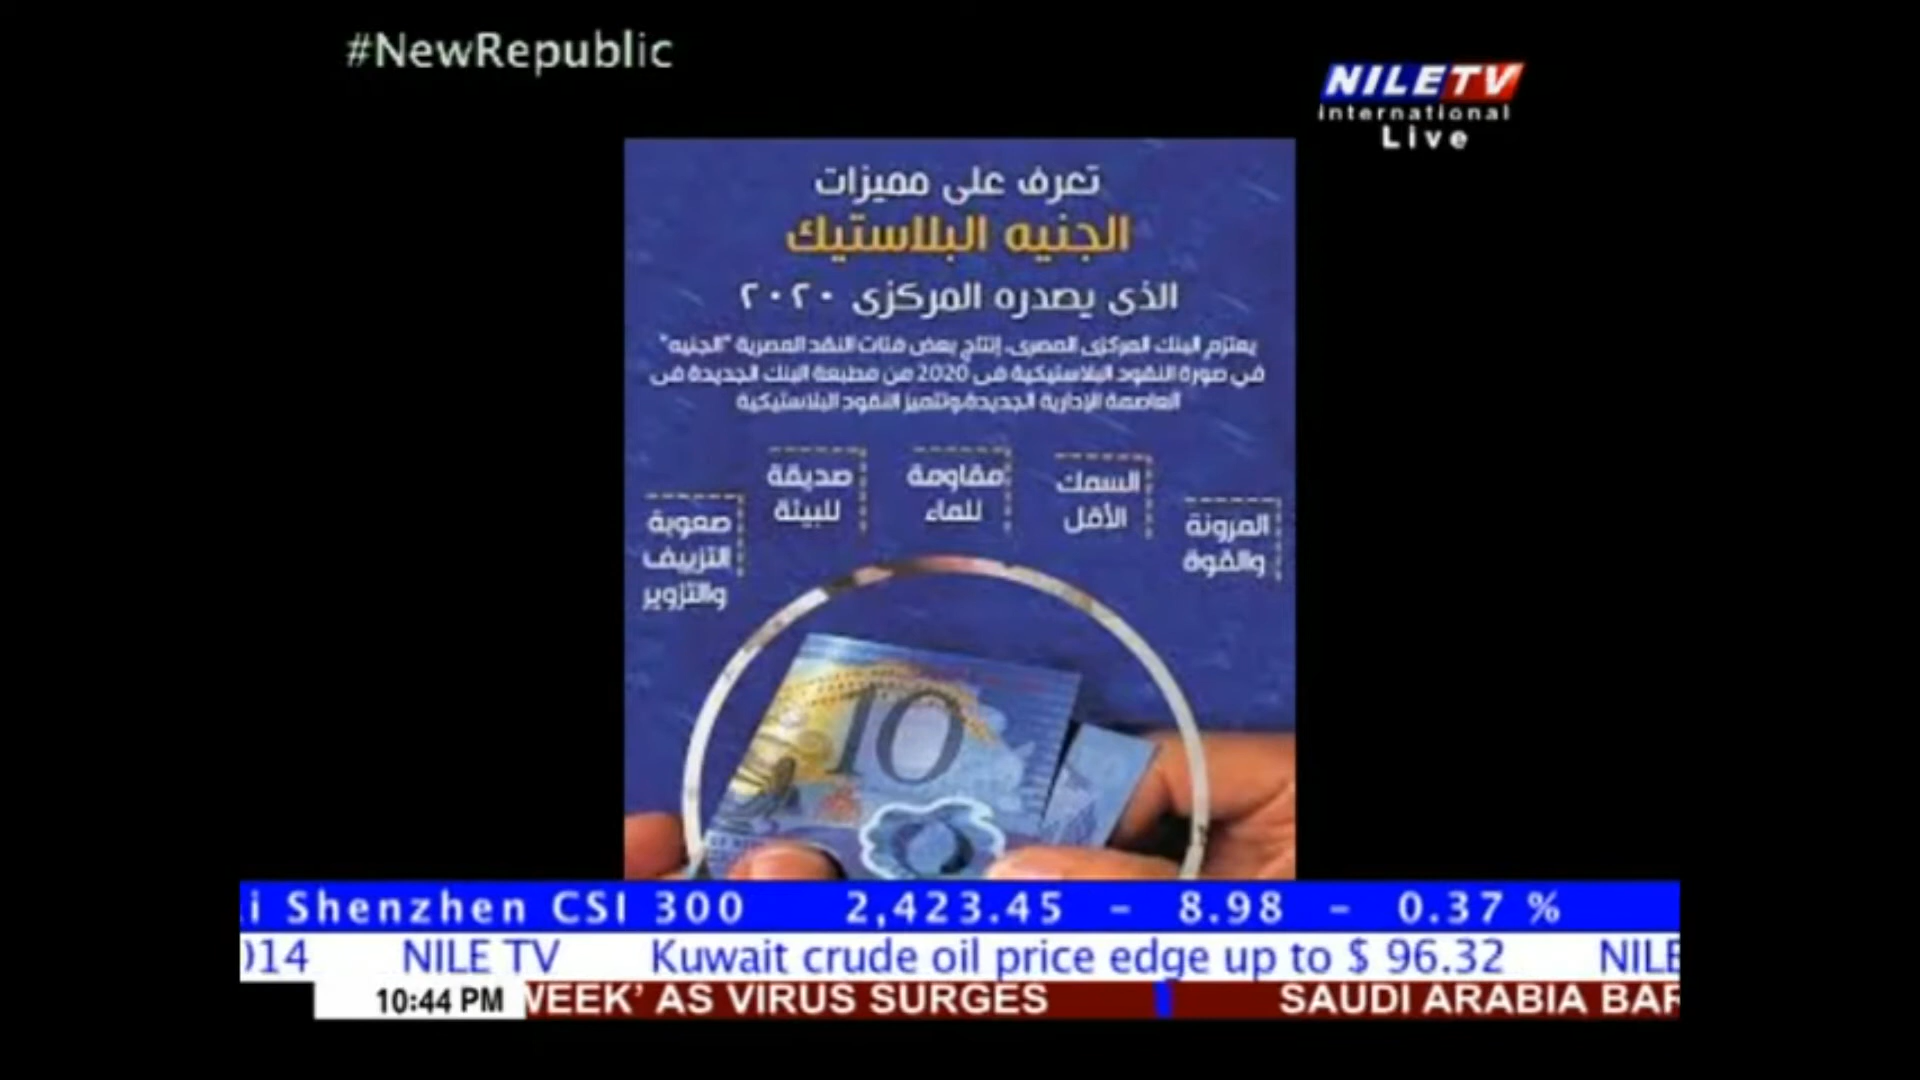 #NewRepublic
NILETV
international
Live
تعرف على مميزات
الجنيه البلاستيك
الذى يصدره المركزى ٢٠٢٠
يعتزم البنك المركزى المصرى، إنتاج بعض فئات النقد المصرية "الجنيه"
فى صورة النقود البلاستيكية فى 2020 من مطبعة البنك الجديدة فى
العاصمة الإدارية الجديدة وتتميز النقود البلاستيكية
المرونة
والقوة
السمك
الأقل
مقاومة
للماء
صديقة
للبيئة
صعوبة
التزييف
والتزوير
10
i Shenzhen CSI 300 2,423.45 - 8.98 - 0.37 %
014 NILE TV Kuwait crude oil price edge up to $ 96.32 NILE
10:44 PM WEEK' AS VIRUS SURGES SAUDI ARABIA BAR